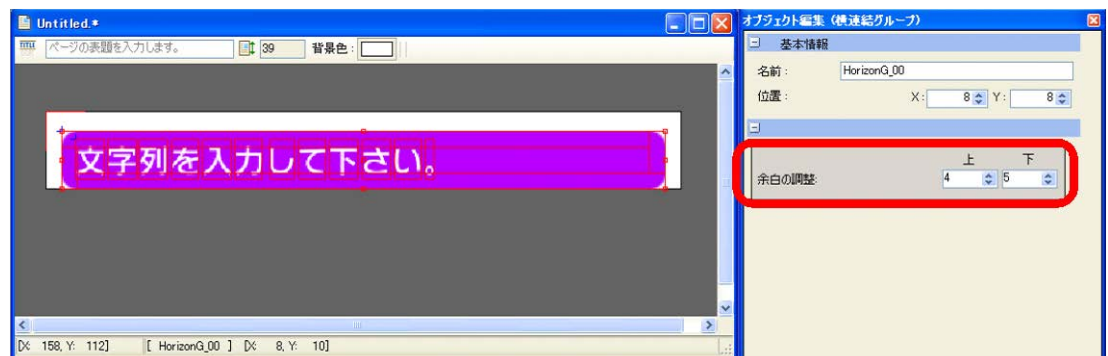 Untitled.*
TITLE ページの表題を入力します。 39 背景色:
文字列を入力して下さい。
[X: 158, Y: 112] [ HorizonG_00 ] [X: 8, Y: 10]
オブジェクト編集 (横連結グループ)
基本情報
名前: HorizonG_00
位置: X: 8 Y: 8
上 下
余白の調整: 4 5